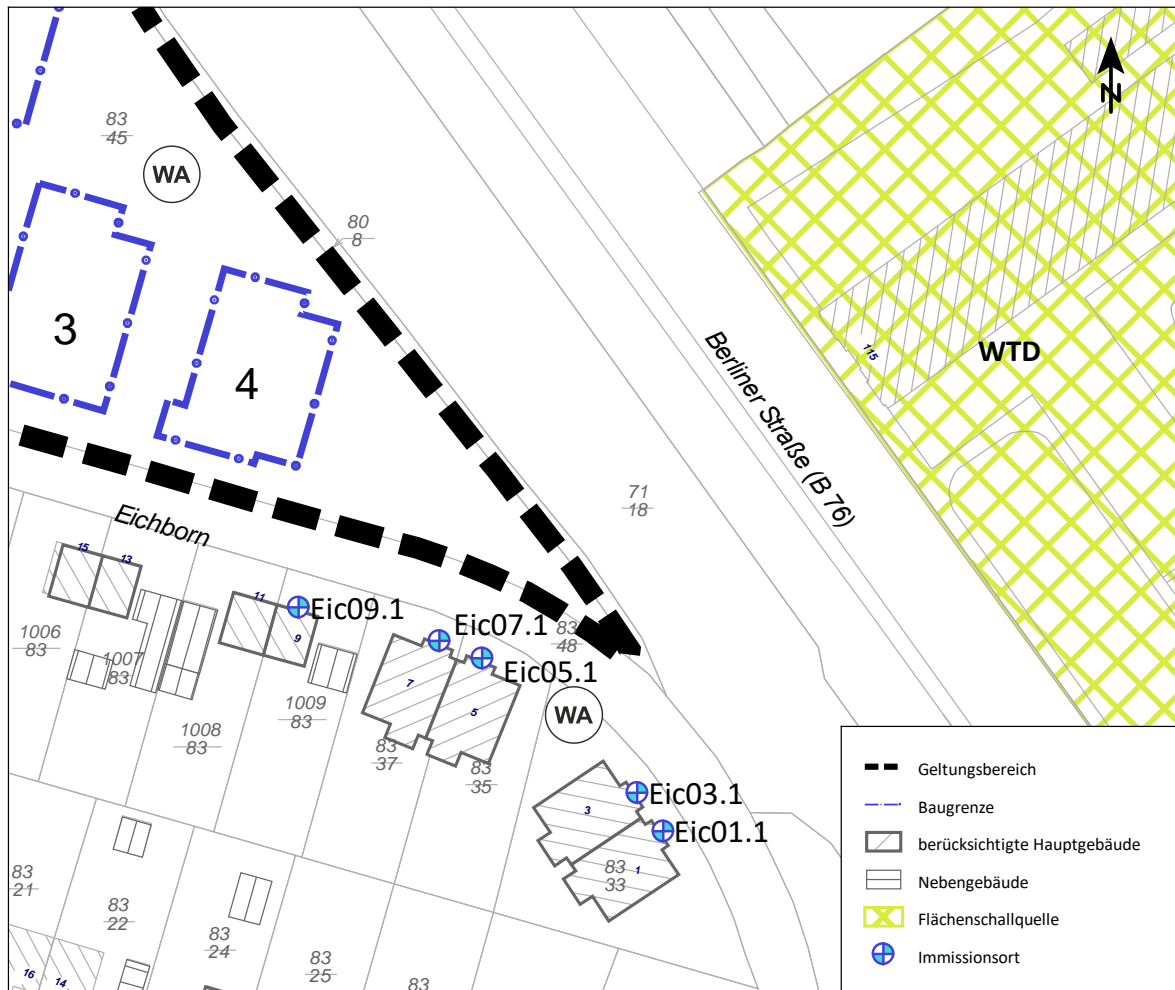 N
83
45
WA
80
8
3
4
Berliner Straße (B 76)
115
WTD
71
18
Eichborn
15
13
11
9
Eic09.1
Eic07.1
Eic05.1
83
48
7
5
WA
1006
83
1007
83
1008
83
1009
83
83
37
83
35
3
Eic03.1
Eic01.1
1
83
33
83
21
83
22
83
24
83
25
83
16
14
Geltungsbereich
Baugrenze
berücksichtigte Hauptgebäude
Nebengebäude
Flächenschallquelle
Immissionsort